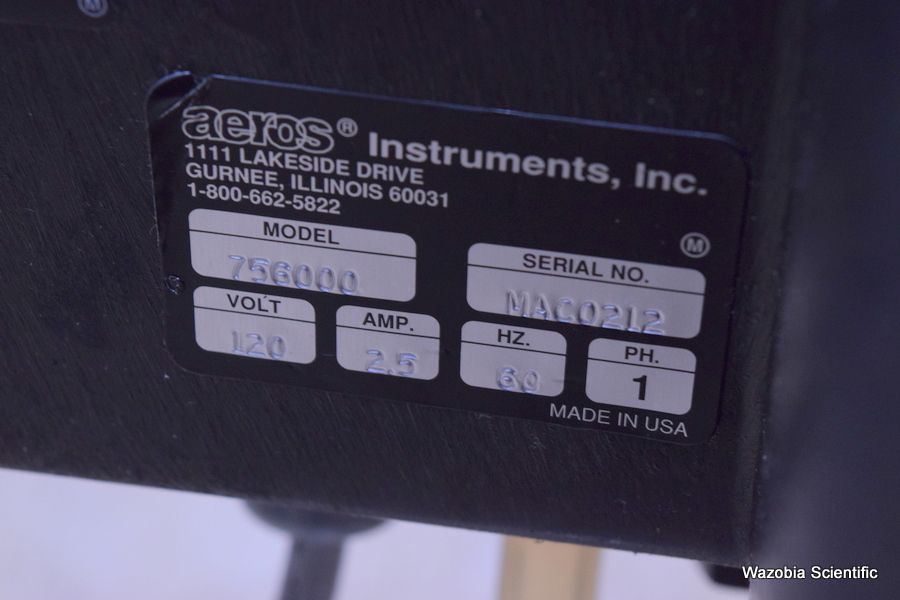 aeros® Instruments, Inc.
1111 LAKESIDE DRIVE
GURNEE, ILLINOIS 60031
1-800-662-5822
M
MODEL
756000
SERIAL NO.
MAC0212
VOLT
120
AMP.
2.5
HZ.
60
PH.
1
MADE IN USA
Wazobia Scientific